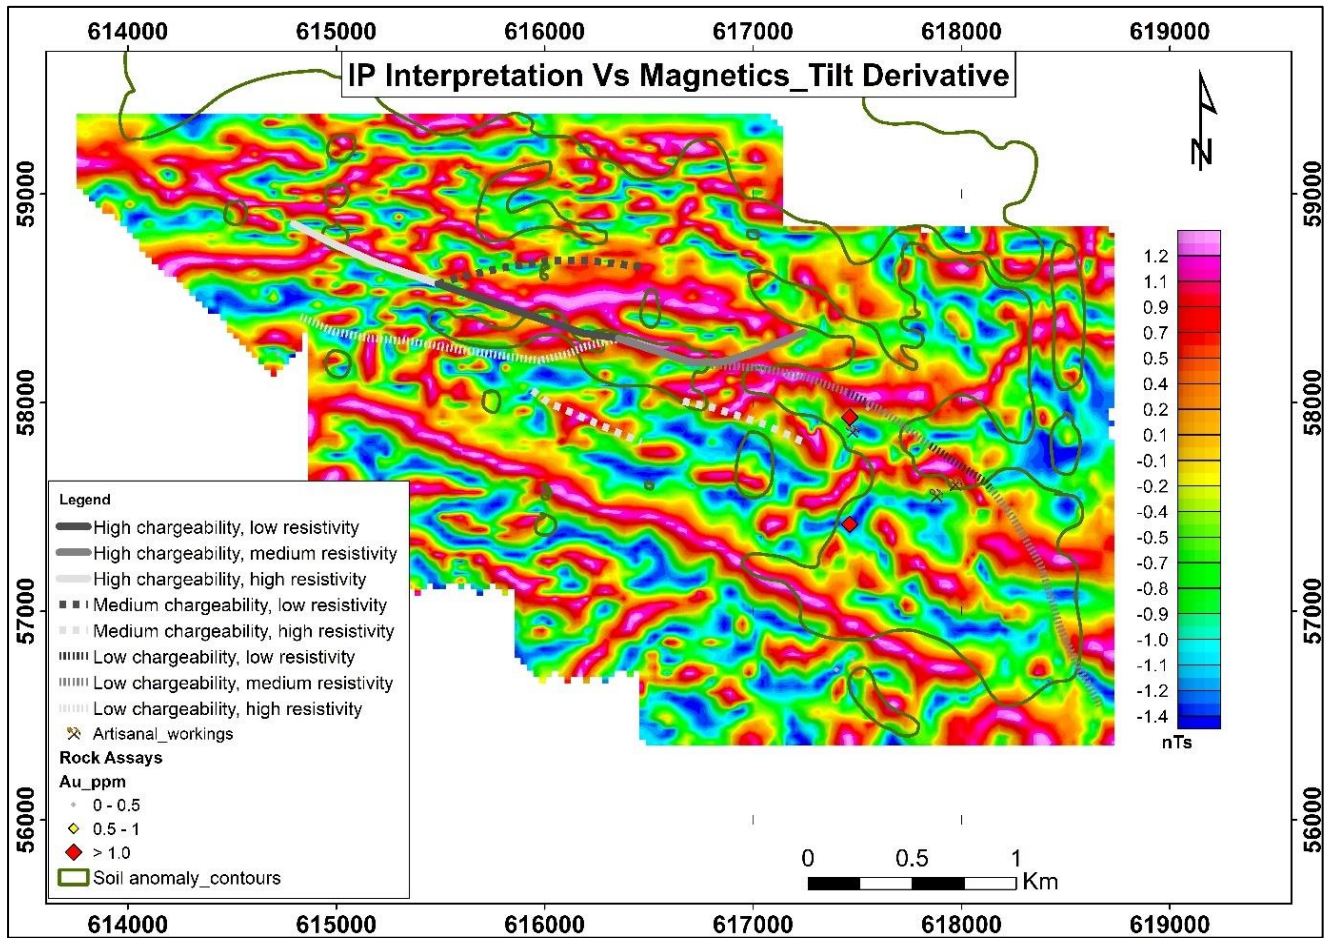 614000 615000 616000 617000 618000 619000
IP Interpretation Vs Magnetics_Tilt Derivative
N
59000 59000
58000 58000
57000 57000
56000 56000
1.2
1.1
0.9
0.7
0.5
0.4
0.2
0.1
-0.1
-0.2
-0.4
-0.5
-0.7
-0.8
-0.9
-1.0
-1.1
-1.2
-1.4
nTs
Legend
High chargeability, low resistivity
High chargeability, medium resistivity
High chargeability, high resistivity
Medium chargeability, low resistivity
Medium chargeability, high resistivity
Low chargeability, low resistivity
Low chargeability, medium resistivity
Low chargeability, high resistivity
Artisanal_workings
Rock Assays
Au_ppm
0 - 0.5
0.5 - 1
> 1.0
Soil anomaly_contours
0 0.5 1
Km
614000 615000 616000 617000 618000 619000